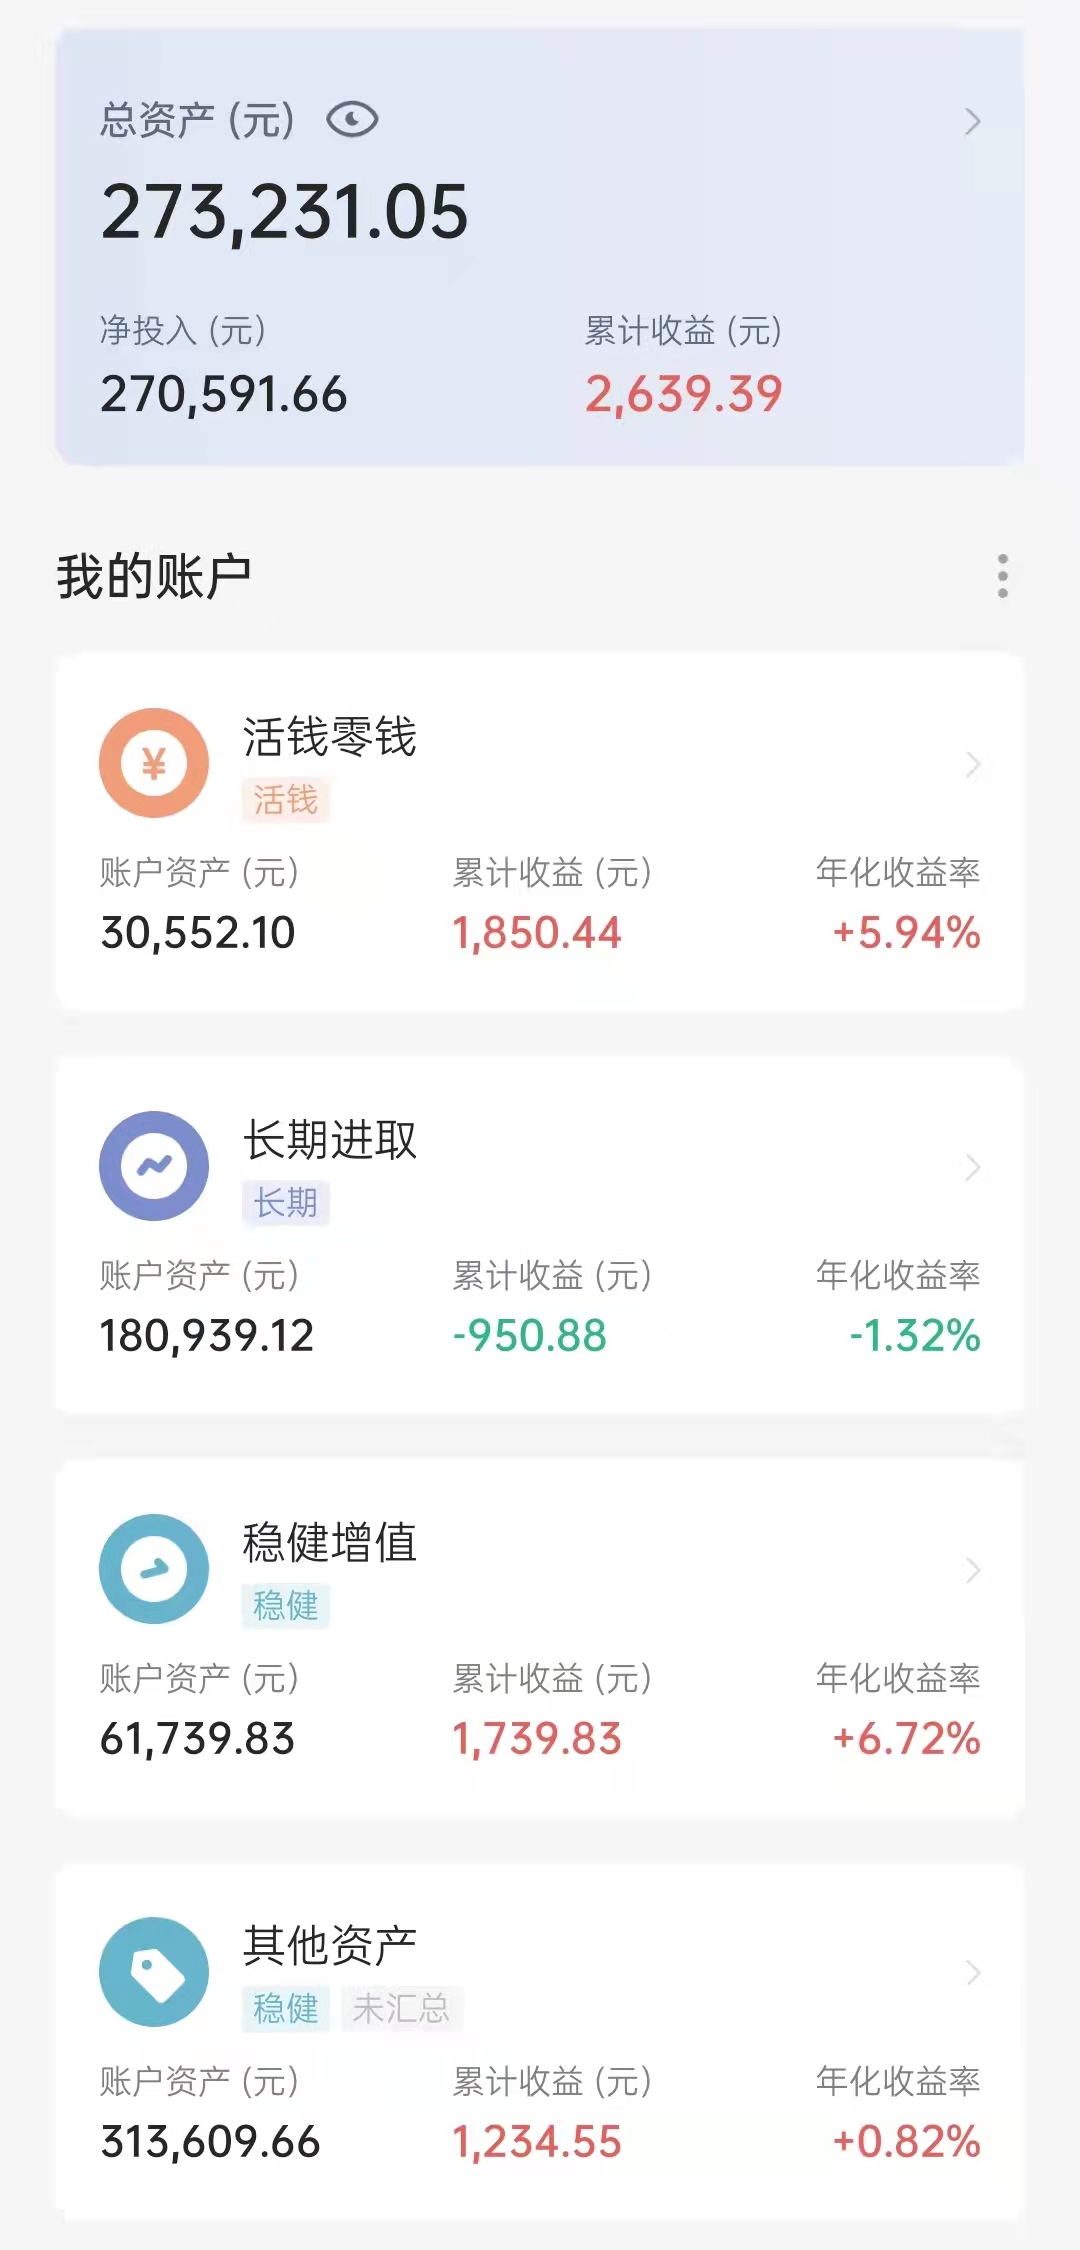 总资产 (元)
273,231.05
净投入 (元) 累计收益 (元)
270,591.66 2,639.39
我的账户
¥
活钱零钱
活钱
账户资产 (元) 累计收益 (元) 年化收益率
30,552.10 1,850.44 +5.94%
长期进取
长期
账户资产 (元) 累计收益 (元) 年化收益率
180,939.12 -950.88 -1.32%
稳健增值
稳健
账户资产 (元) 累计收益 (元) 年化收益率
61,739.83 1,739.83 +6.72%
其他资产
稳健 未汇总
账户资产 (元) 累计收益 (元) 年化收益率
313,609.66 1,234.55 +0.82%